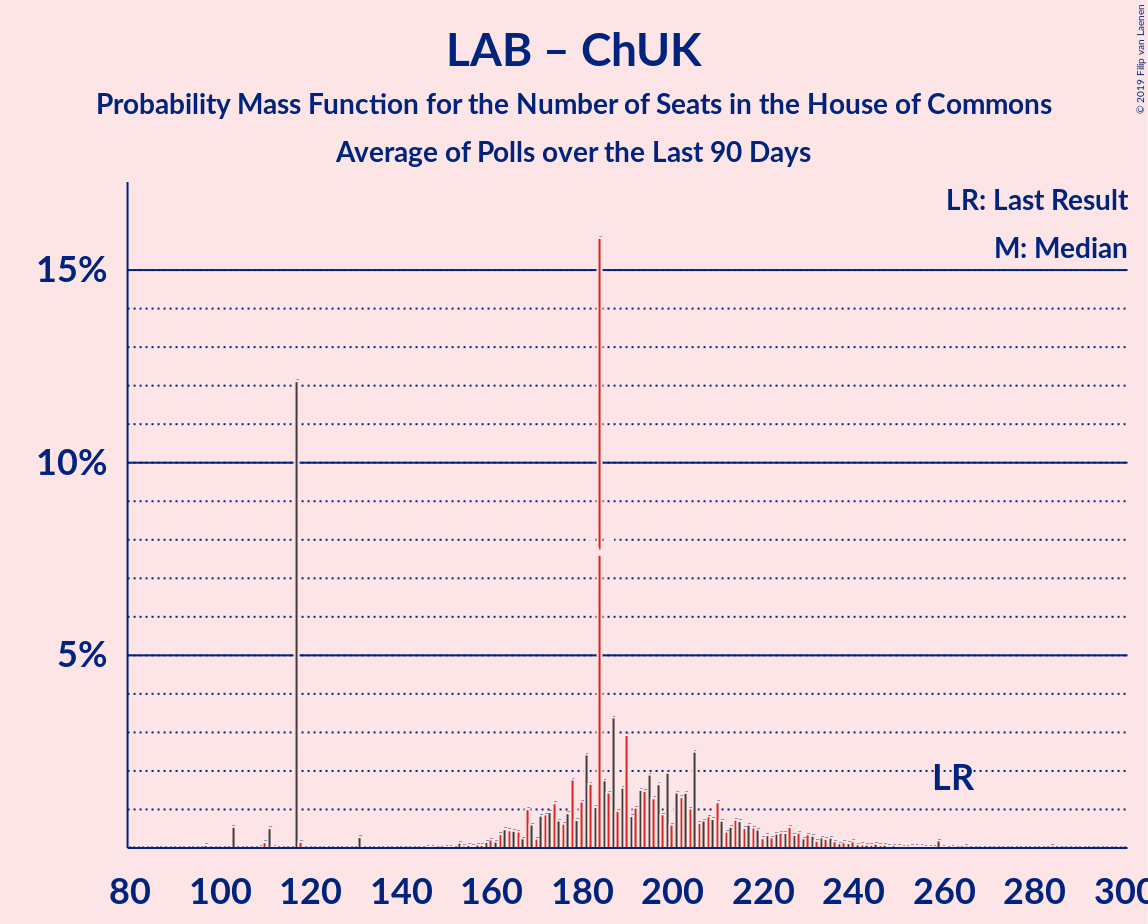 LAB – ChUK
Probability Mass Function for the Number of Seats in the House of Commons
Average of Polls over the Last 90 Days
© 2019 Filip van Laenen
LR: Last Result
M: Median
15%
10%
5%
LR
80 100 120 140 160 180 200 220 240 260 280 300